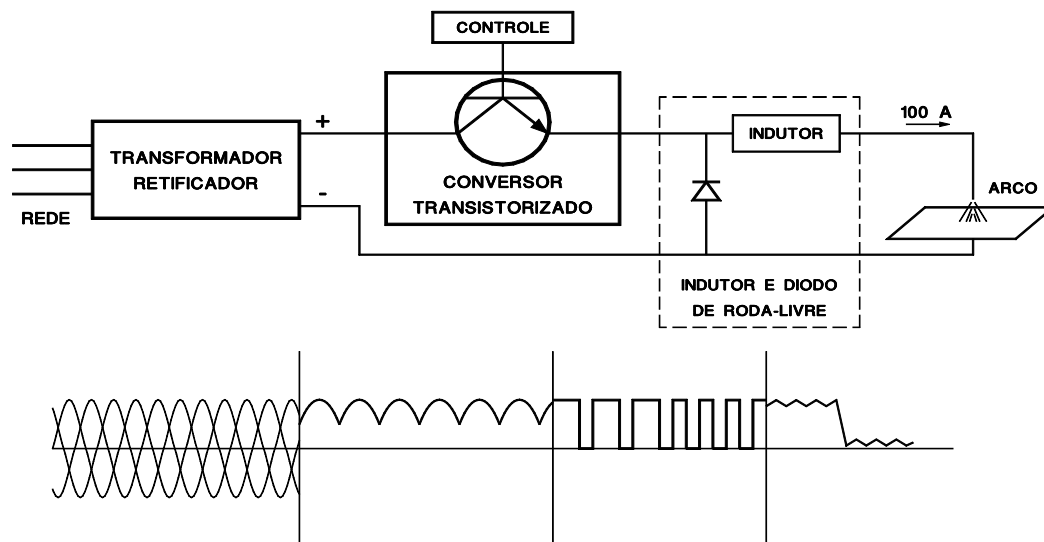 CONTROLE
100 A
+
INDUTOR
TRANSFORMADOR
RETIFICADOR
CONVERSOR
TRANSISTORIZADO
-
ARCO
REDE
INDUTOR E DIODO
DE RODA-LIVRE